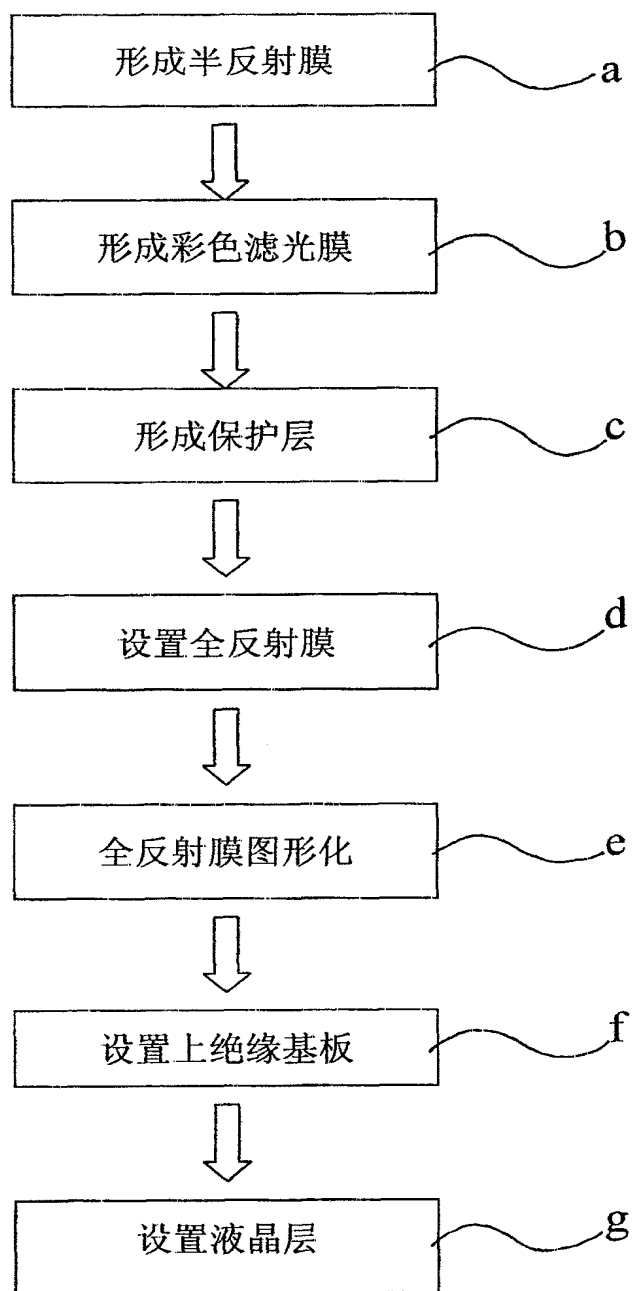 形成半反射膜
a
形成彩色滤光膜
b
形成保护层
c
设置全反射膜
d
全反射膜图形化
e
设置上绝缘基板
f
设置液晶层
g